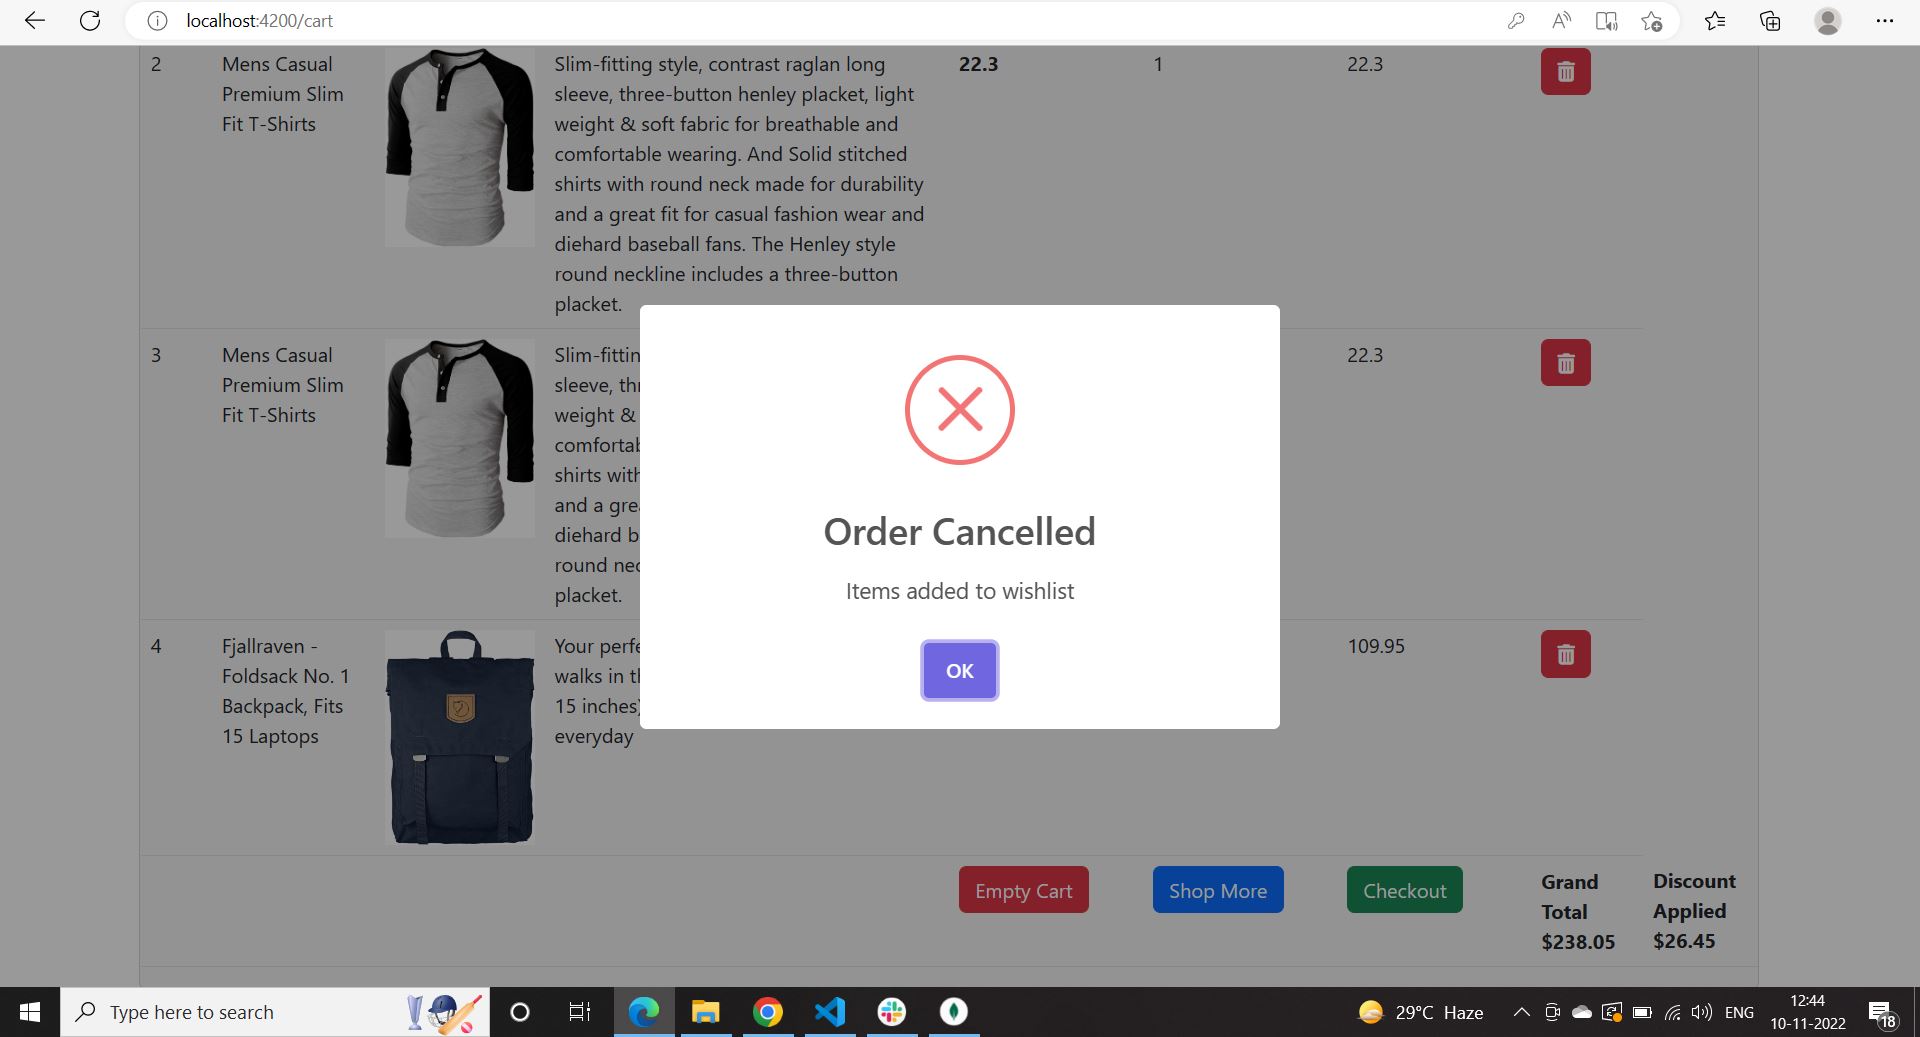 localhost:4200/cart
2
Mens Casual
Premium Slim
Fit T-Shirts
Slim-fitting style, contrast raglan long
sleeve, three-button henley placket, light
weight & soft fabric for breathable and
comfortable wearing. And Solid stitched
shirts with round neck made for durability
and a great fit for casual fashion wear and
diehard baseball fans. The Henley style
round neckline includes a three-button
placket.
22.3
1
22.3
3
Mens Casual
Premium Slim
Fit T-Shirts
Slim-fittin
sleeve, thr
weight &
comfortab
shirts with
and a grea
diehard b
round nec
placket.
22.3
Order Cancelled
Items added to wishlist
OK
4
Fjallraven -
Foldsack No. 1
Backpack, Fits
15 Laptops
Your perfe
walks in th
15 inches)
everyday
109.95
Empty Cart
Shop More
Checkout
Grand
Total
$238.05
Discount
Applied
$26.45
Type here to search
29°C Haze
ENG
12:44
10-11-2022
18